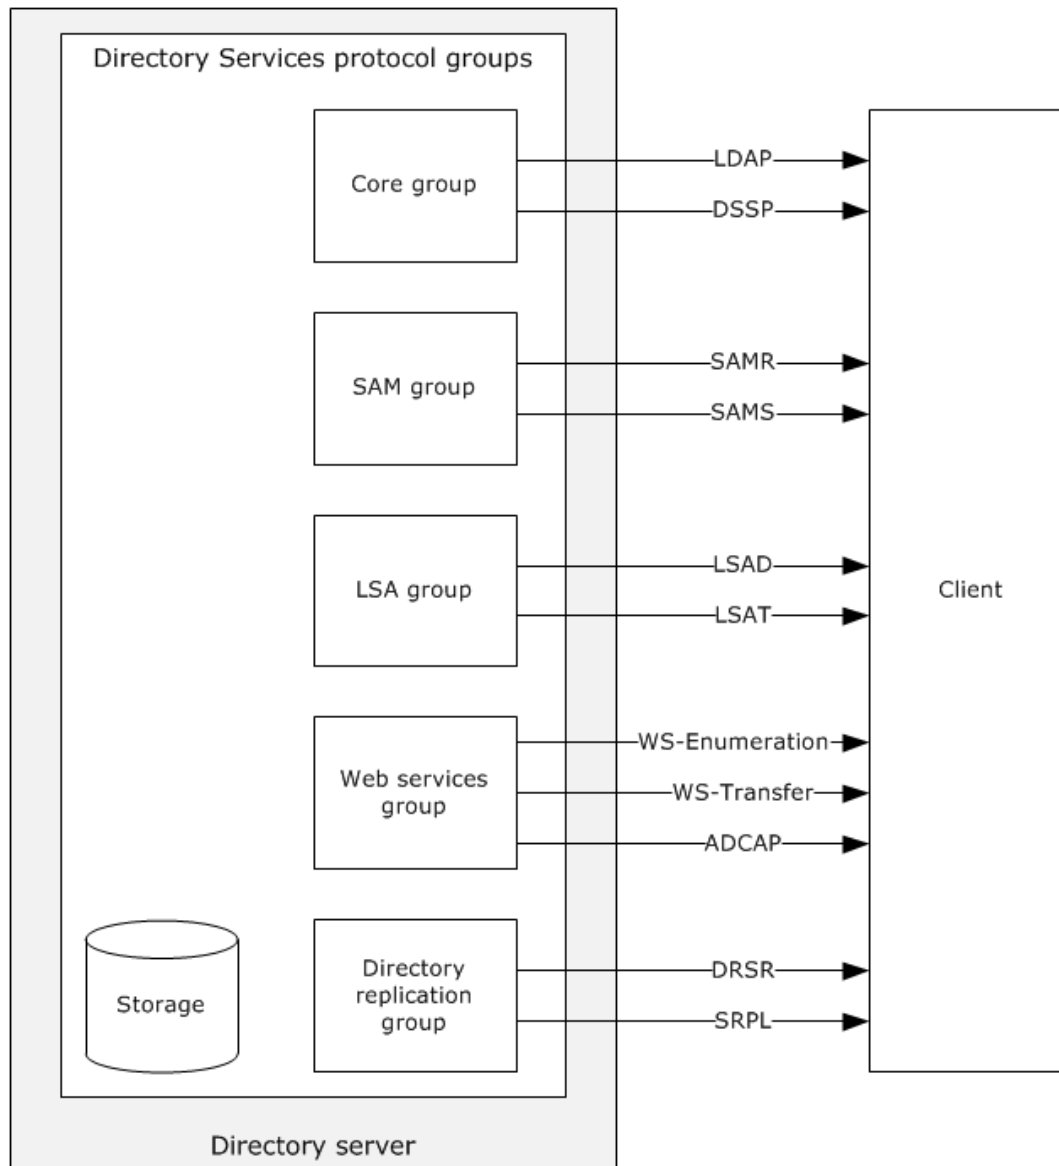 Directory Services protocol groups
Core group
LDAP
DSSP
SAM group
SAMR
SAMS
LSA group
LSAD
LSAT
Client
Web services
group
WS-Enumeration
WS-Transfer
ADCAP
Storage
Directory
replication
group
DRSR
SRPL
Directory server